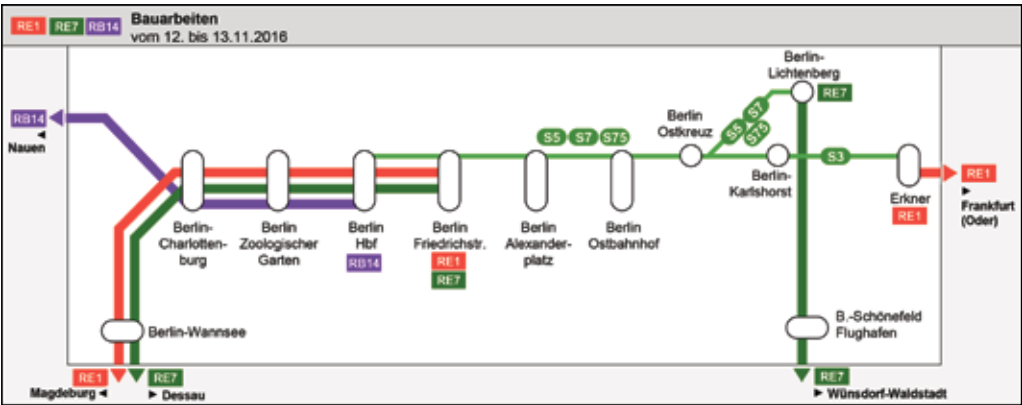 RE1 RE7 RB14 Bauarbeiten
vom 12. bis 13.11.2016
Berlin-
Lichtenberg
RE7
RB14
Nauen
Berlin
Ostkreuz
S5 S7 S75
S5 S7
S75
S3
Berlin-
Karlshorst
Erkner
RE1
RE1
Frankfurt
(Oder)
Berlin-
Charlotten-
burg
Berlin
Zoologischer
Garten
Berlin
Hbf
RB14
Berlin
Friedrichstr.
RE1
RE7
Berlin
Alexander-
platz
Berlin
Ostbahnhof
Berlin-Wannsee
B.-Schönefeld
Flughafen
RE1
Magdeburg
RE7
Dessau
RE7
Wünsdorf-Waldstadt